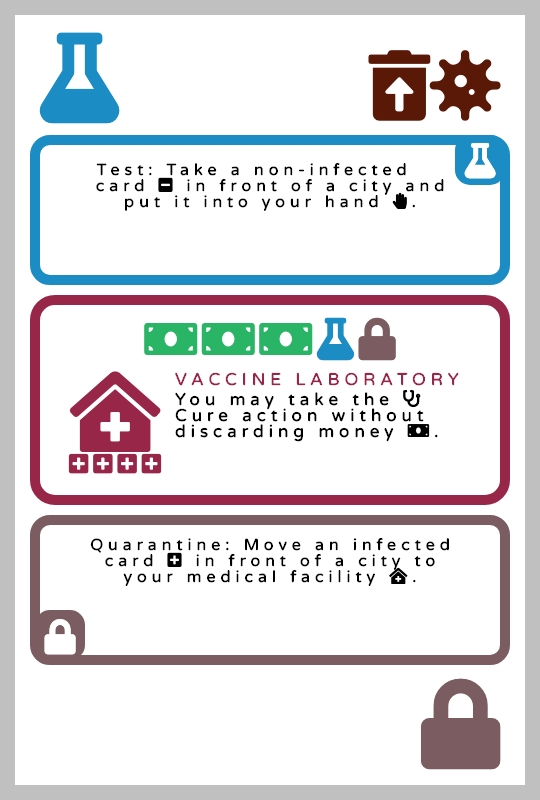 Test: Take a non-infected
card in front of a city and
put it into your hand .
VACCINE LABORATORY
You may take the
Cure action without
discarding money .
Quarantine: Move an infected
card in front of a city to
your medical facility .